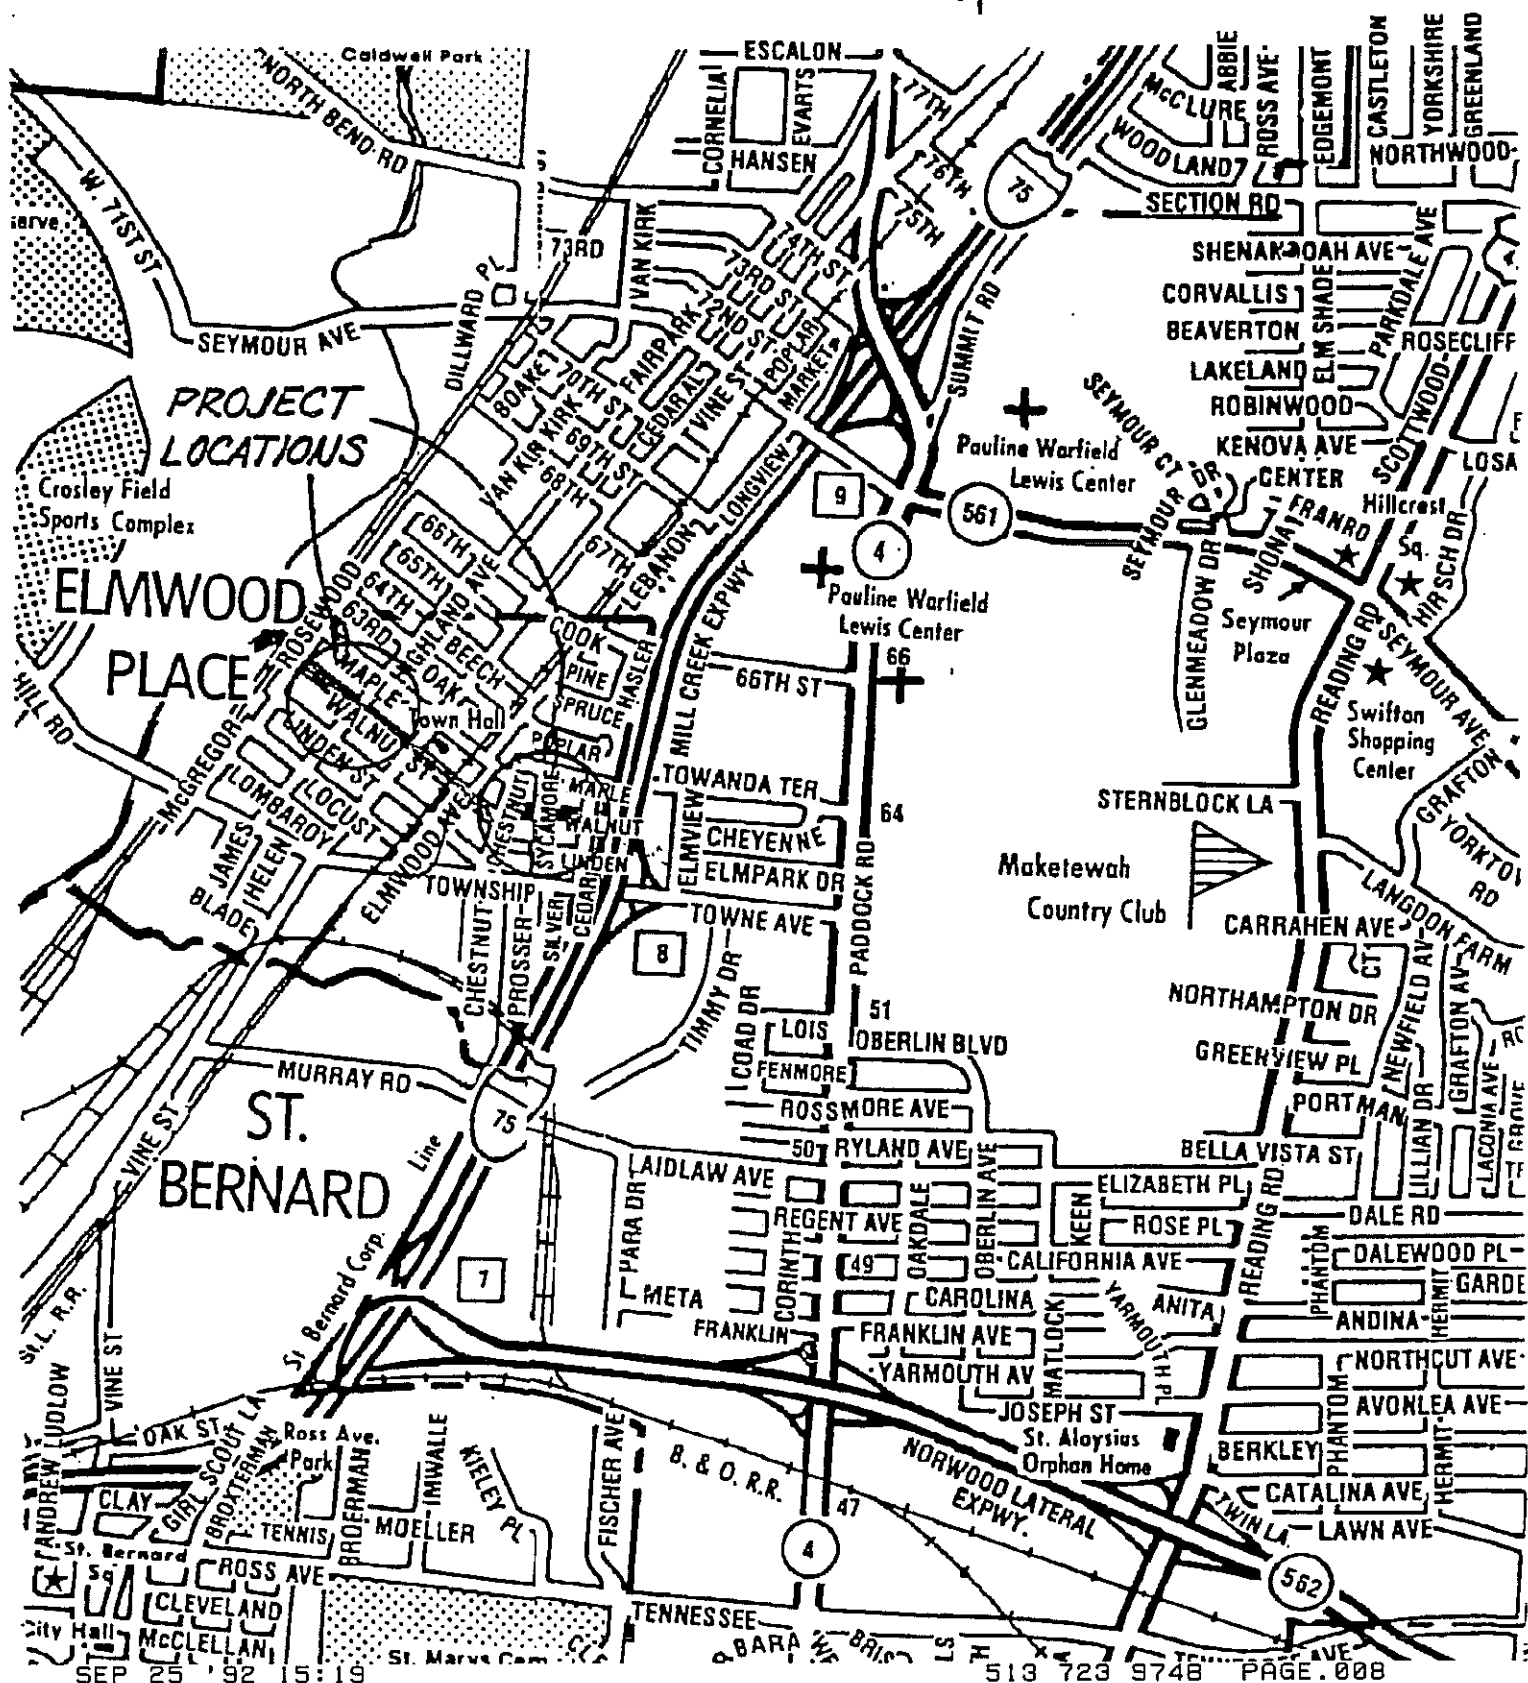 Caldwell Park
NORTH BEND RD
ESCALON
CORNELIA
EVARTS
HANSEN
77TH
76TH
75TH
75
McCLURE
ABBIE
ROSS AVE
EDGEMONT
CASTLETON
YORKSHIRE
GREENLAND
WOODLAND
NORTHWOOD
SECTION RD
W. 71ST ST
73RD
VAN KIRK
74TH ST
73RD ST
72ND ST
SHENANDOAH AVE
PARKDALE AVE
CORVALLIS
BEAVERTON
ELM SHADE
ROSECLIFF
LAKELAND
ROBINWOOD
KENOVA AVE
SCOTTWOOD
SEYMOUR AVE
DILLWARD PL
SUMMIT RD
FAIRPARK
POPLAR
MARKET
BOAKE
70TH ST
CEDAR
VINE ST
VAN KIRK
69TH ST
68TH
67TH
LONGVIEW
LEBANON
PROJECT
LOCATIONS
Crosley Field
Sports Complex
Pauline Warfield
Lewis Center
SEYMOUR CT
SEYMOUR DR
CENTER
LOSA
Hillcrest
Sq.
FRANRO
SHONAT
HIRSCH DR
9
561
4
Pauline Warfield
Lewis Center
GLENMEADOW DR
Seymour
Plaza
READING RD
SEYMOUR AVE
Swifton
Shopping
Center
ELMWOOD
PLACE
ROSEWOOD
66TH
65TH
64TH
63RD
HIGHLAND AVE
BEECH
OAK
MAPLE
WALNUT ST
Town Hall
COOK
PINE
SPRUCE
POPLAR
HASLER
MILL CREEK EXPWY
66
66TH ST
HILL RD
McGREGOR
LINDEN ST
LOCUST
LOMBARDY
ELMWOOD AVE
CHESTNUT
SYCAMORE
MAPLE
WALNUT
LINDEN
CEDAR
TOWANDA TER
ELMVIEW
CHEYENNE
ELMPARK DR
TOWNE AVE
64
PADDOCK RD
STERNBLOCK LA
GRAFTON
YORKTOWN
RD
Maketewah
Country Club
LANGDON FARM
CARRAHEN AVE
CT
JAMES
HELEN
BLADE
TOWNSHIP
CHESTNUT
PROSSER
SILVER
8
TIMMY DR
COAD DR
LOIS
51
OBERLIN BLVD
FENMORE
ROSSMORE AVE
NORTHAMPTON DR
NEWFIELD AV
GRAFTON AV
GREENVIEW PL
PORTMAN
LILLIAN DR
LACONIA AVE
GROVE
BELLA VISTA ST
MURRAY RD
ST.
BERNARD
VINE ST
75
St Bernard Corp. Line
50
RYLAND AVE
LAIDLAW AVE
PARA DR
REGENT AVE
CORINTH
49
OAKDALE
OBERLIN AVE
KEEN
ELIZABETH PL
ROSE PL
CALIFORNIA AVE
CAROLINA
META
FRANKLIN
FRANKLIN AVE
YARMOUTH AV
MATLOCK
YARMOUTH PL
ANITA
READING RD
DALE RD
DALEWOOD PL
PHANTOM
HERMIT
GARDE
ANDINA
NORTHCUT AVE
AVONLEA AVE
PHANTOM
BERKLEY
HERMIT
CATALINA AVE
LAWN AVE
TWIN LA
7
St.L. R.R.
VINE ST
ANDREW LUDLOW
OAK ST
GIRL SCOUT LA
BROXTERMAN
Ross Ave.
Park
BROERMAN
IMWALLE
KIELEY PL
FISCHER AVE
B. & O. R.R.
JOSEPH ST
St. Aloysius
Orphan Home
NORWOOD LATERAL
EXPWY.
47
4
562
CLAY
TENNIS
MOELLER
St. Bernard
Sq
ROSS AVE
CLEVELAND
McCLELLAN
City Hall
TENNESSEE
BARA
St. Marys Cem
AVE
SEP 25 '92 15:19
513 723 9748 PAGE.008